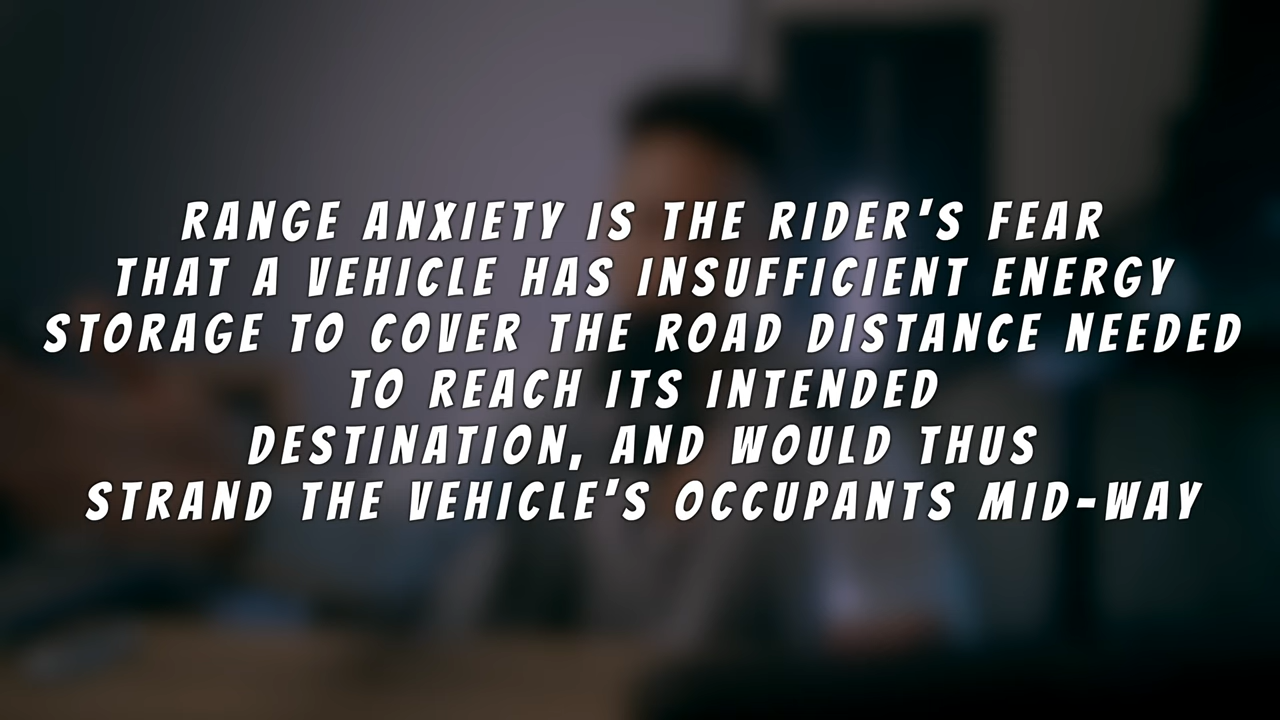 RANGE ANXIETY IS THE RIDER'S FEAR
THAT A VEHICLE HAS INSUFFICIENT ENERGY
STORAGE TO COVER THE ROAD DISTANCE NEEDED
TO REACH ITS INTENDED
DESTINATION, AND WOULD THUS
STRAND THE VEHICLE'S OCCUPANTS MID-WAY